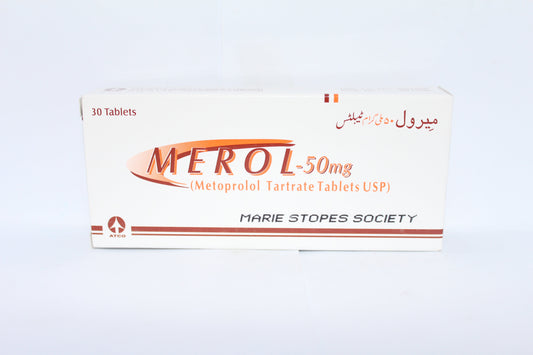 30 Tablets
میرول ۵۰ ملی گرام ٹیبلٹس
MEROL-50mg
(Metoprolol Tartrate Tablets USP)
MARIE STOPES SOCIETY
ATCO